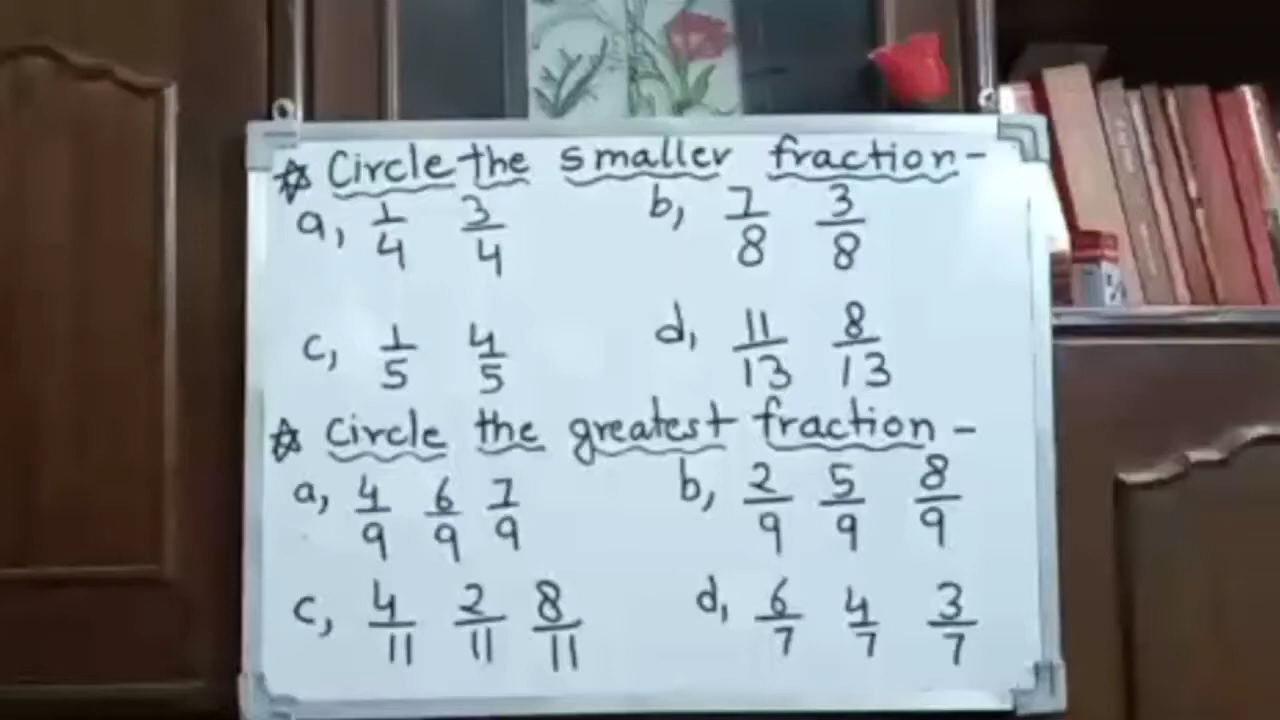 ☆ Circle the smaller fraction-
a, 1/4 3/4 b, 7/8 3/8
c, 1/5 4/5 d, 11/13 8/13
☆ circle the greatest fraction-
a, 4/9 6/9 7/9 b, 2/9 5/9 8/9
c, 4/11 2/11 8/11 d, 6/7 4/7 3/7